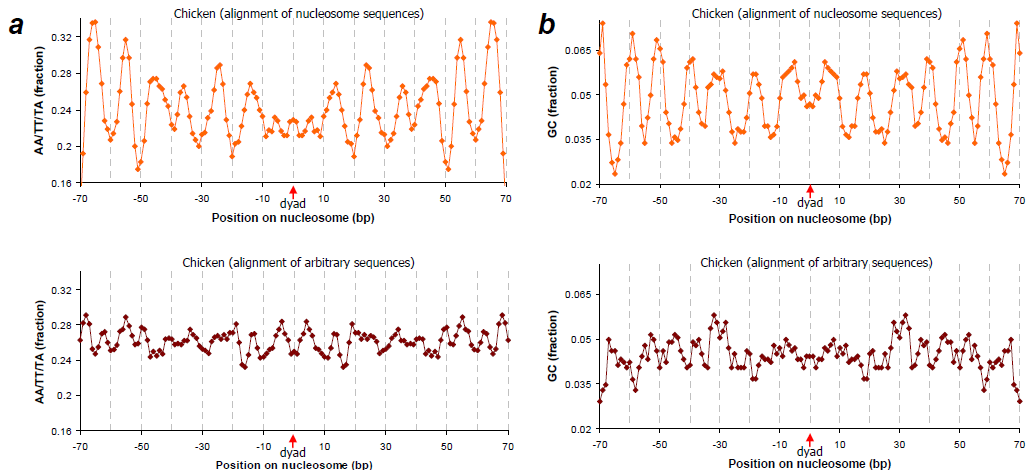 a
Chicken (alignment of nucleosome sequences)
AA/TT/TA (fraction)
0.32
0.28
0.24
0.2
0.16
-70 -50 -30 -10 10 30 50 70
dyad
Position on nucleosome (bp)
b
Chicken (alignment of nucleosome sequences)
GC (fraction)
0.065
0.05
0.035
0.02
-70 -50 -30 -10 10 30 50 70
dyad
Position on nucleosome (bp)
Chicken (alignment of arbitrary sequences)
AA/TT/TA (fraction)
0.32
0.28
0.24
0.2
0.16
-70 -50 -30 -10 10 30 50 70
dyad
Position on nucleosome (bp)
Chicken (alignment of arbitrary sequences)
GC (fraction)
0.065
0.05
0.035
0.02
-70 -50 -30 -10 10 30 50 70
dyad
Position on nucleosome (bp)